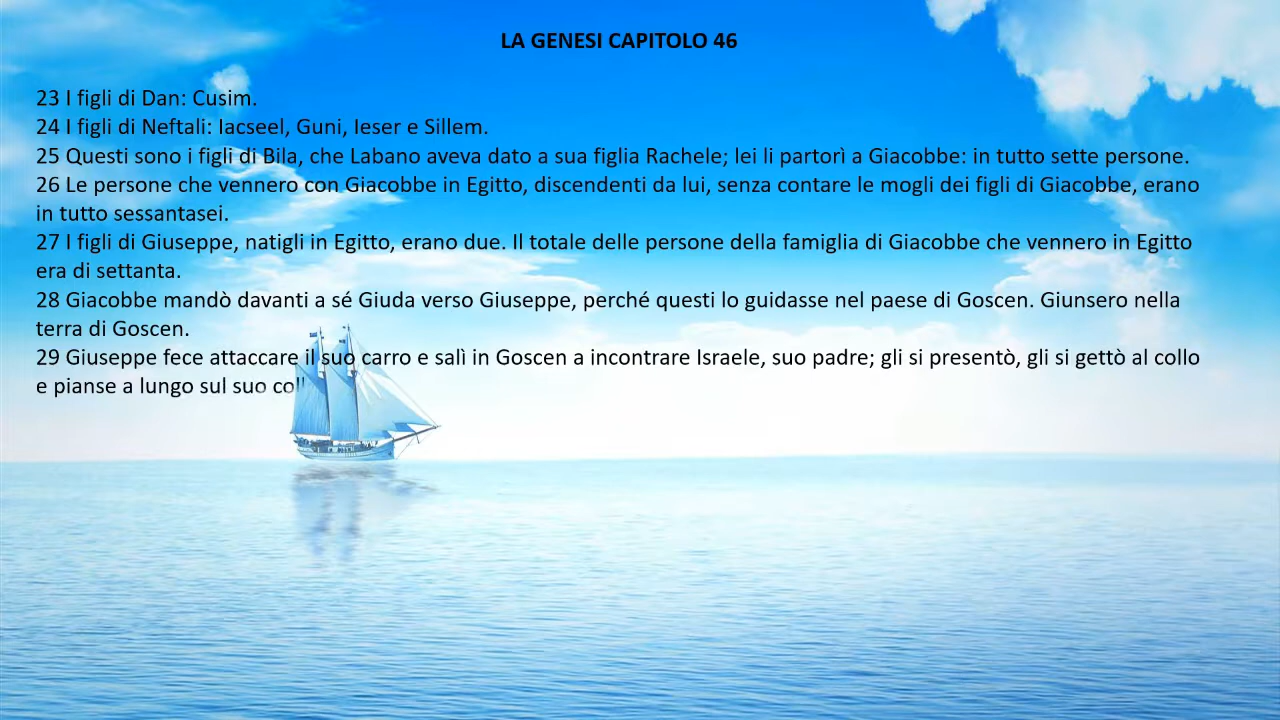 LA GENESI CAPITOLO 46
23 I figli di Dan: Cusim.
24 I figli di Neftali: Iacseel, Guni, Ieser e Sillem.
25 Questi sono i figli di Bila, che Labano aveva dato a sua figlia Rachele; lei li partorì a Giacobbe: in tutto sette persone.
26 Le persone che vennero con Giacobbe in Egitto, discendenti da lui, senza contare le mogli dei figli di Giacobbe, erano
in tutto sessantasei.
27 I figli di Giuseppe, natigli in Egitto, erano due. Il totale delle persone della famiglia di Giacobbe che vennero in Egitto
era di settanta.
28 Giacobbe mandò davanti a sé Giuda verso Giuseppe, perché questi lo guidasse nel paese di Goscen. Giunsero nella
terra di Goscen.
29 Giuseppe fece attaccare il suo carro e salì in Goscen a incontrare Israele, suo padre; gli si presentò, gli si gettò al collo
e pianse a lungo sul suo